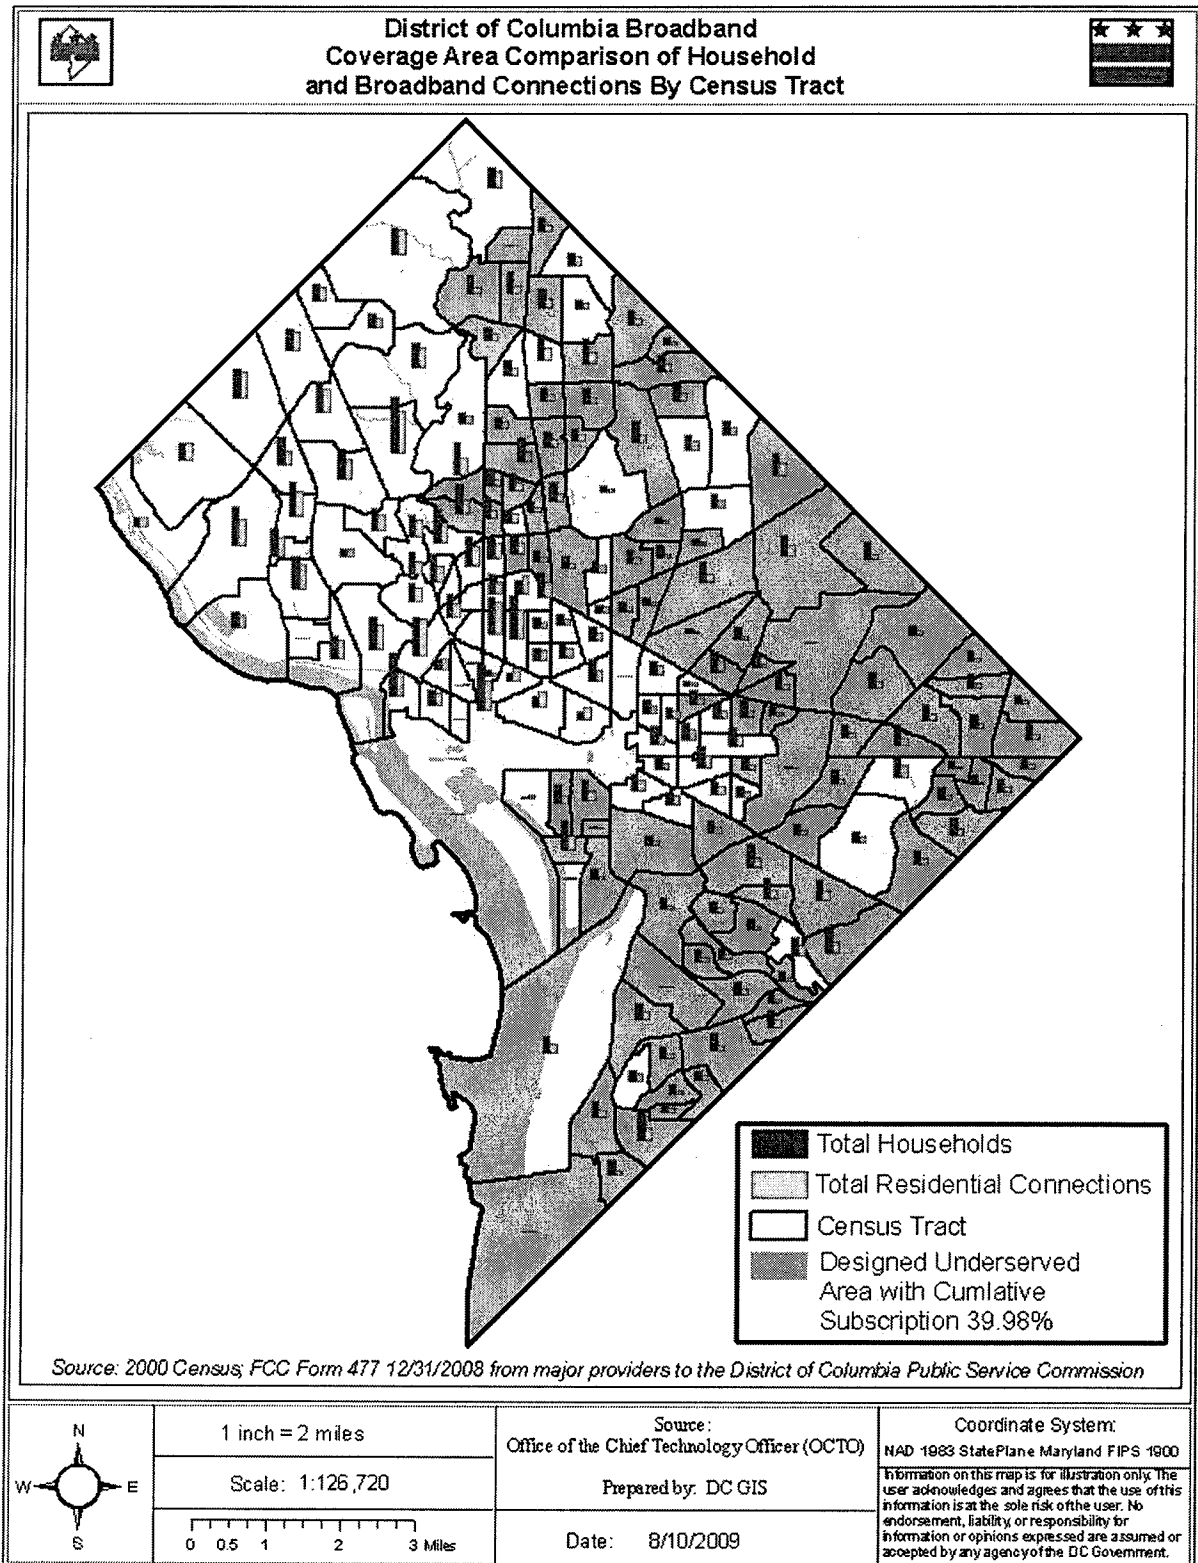 District of Columbia Broadband
Coverage Area Comparison of Household
and Broadband Connections By Census Tract
Total Households
Total Residential Connections
Census Tract
Designed Underserved
Area with Cumlative
Subscription 39.98%
Source: 2000 Census; FCC Form 477 12/31/2008 from major providers to the District of Columbia Public Service Commission
N
W
E
S
1 inch = 2 miles
Scale: 1:126,720
0 0.5 1 2 3 Miles
Source:
Office of the Chief Technology Officer (OCTO)
Prepared by: DC GIS
Date: 8/10/2009
Coordinate System:
NAD 1983 StatePlane Maryland FIPS 1900
Information on this map is for illustration only. The
user acknowledges and agrees that the use of this
information is at the sole risk of the user. No
endorsement, liability, or responsibility for
information or opinions expressed are assumed or
accepted by any agency of the DC Government.